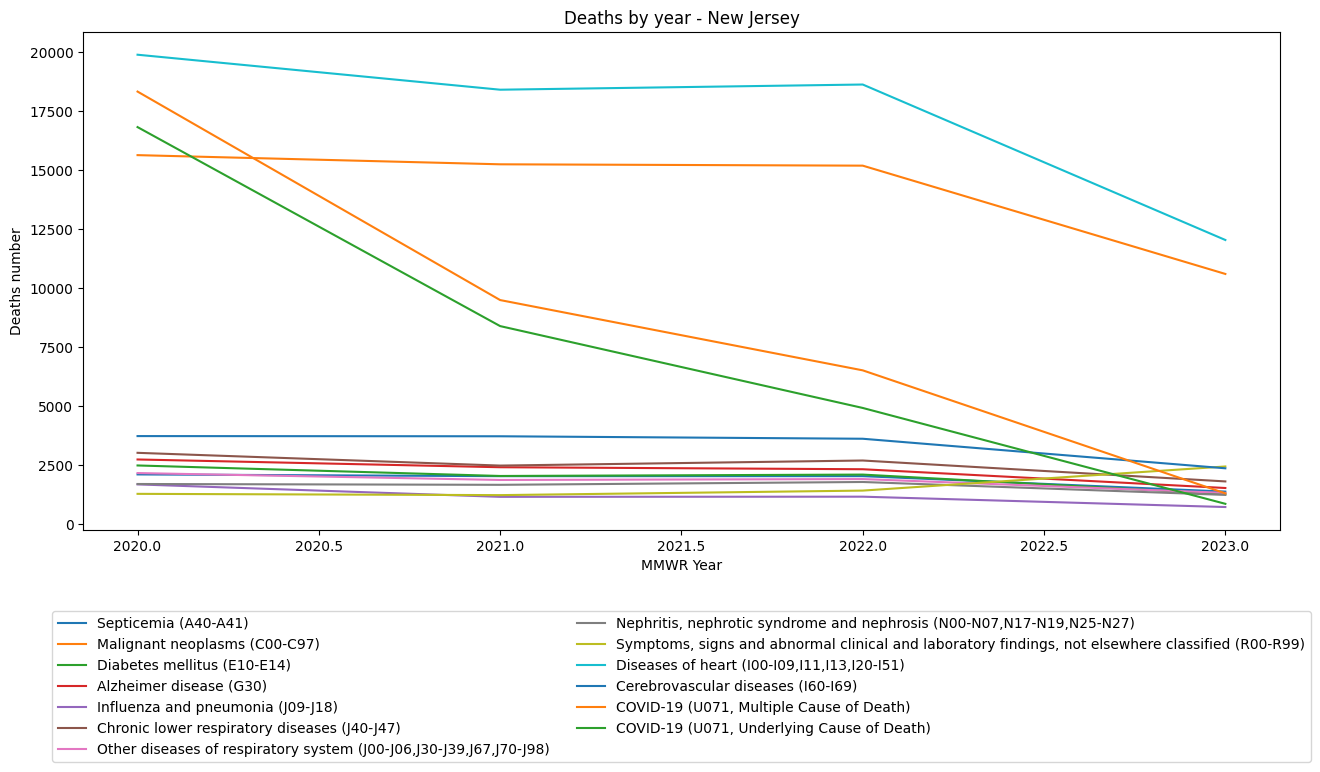 Deaths by year - New Jersey
20000
17500
15000
12500
10000
7500
5000
2500
0
Deaths number
2020.0 2020.5 2021.0 2021.5 2022.0 2022.5 2023.0
MMWR Year
Septicemia (A40-A41)
Malignant neoplasms (C00-C97)
Diabetes mellitus (E10-E14)
Alzheimer disease (G30)
Influenza and pneumonia (J09-J18)
Chronic lower respiratory diseases (J40-J47)
Other diseases of respiratory system (J00-J06,J30-J39,J67,J70-J98)
Nephritis, nephrotic syndrome and nephrosis (N00-N07,N17-N19,N25-N27)
Symptoms, signs and abnormal clinical and laboratory findings, not elsewhere classified (R00-R99)
Diseases of heart (I00-I09,I11,I13,I20-I51)
Cerebrovascular diseases (I60-I69)
COVID-19 (U071, Multiple Cause of Death)
COVID-19 (U071, Underlying Cause of Death)